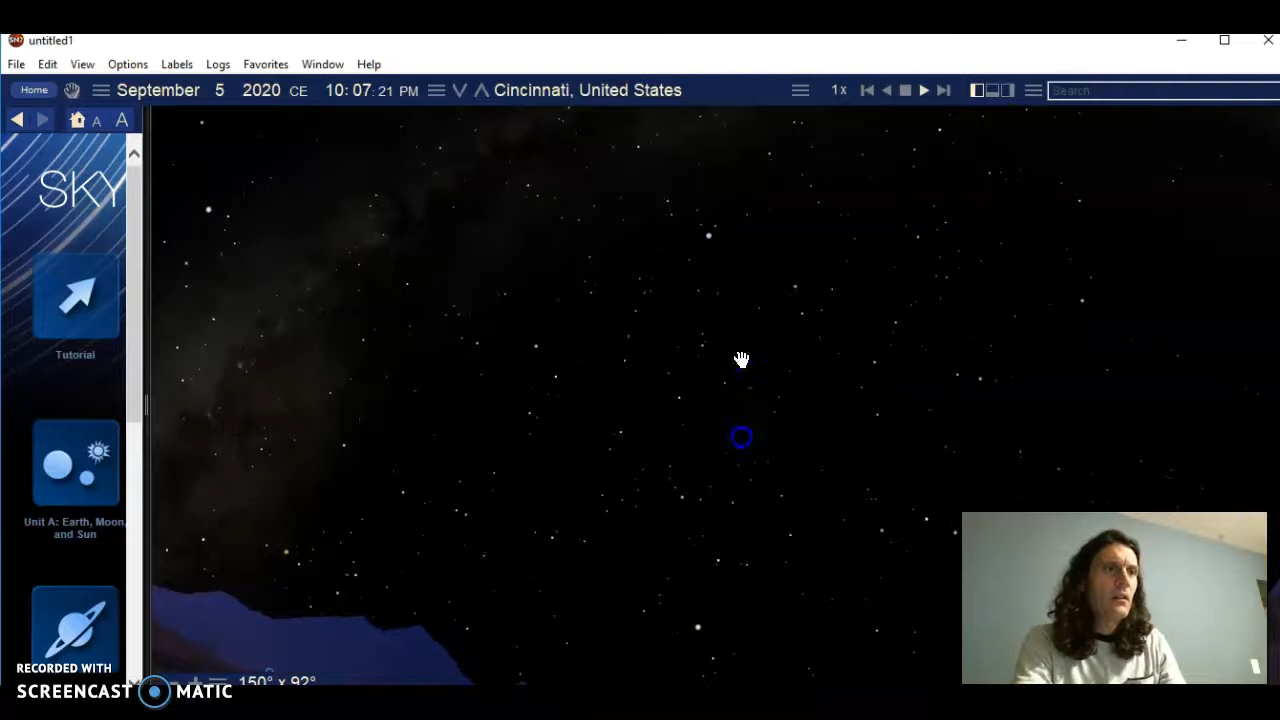 SN7 untitled1
File Edit View Options Labels Logs Favorites Window Help
Home September 5 2020 CE 10: 07: 21 PM Cincinnati, United States 1x Search
A A
SKY
Tutorial
Unit A: Earth, Moon,
and Sun
RECORDED WITH
SCREENCAST MATIC
150° x 92°